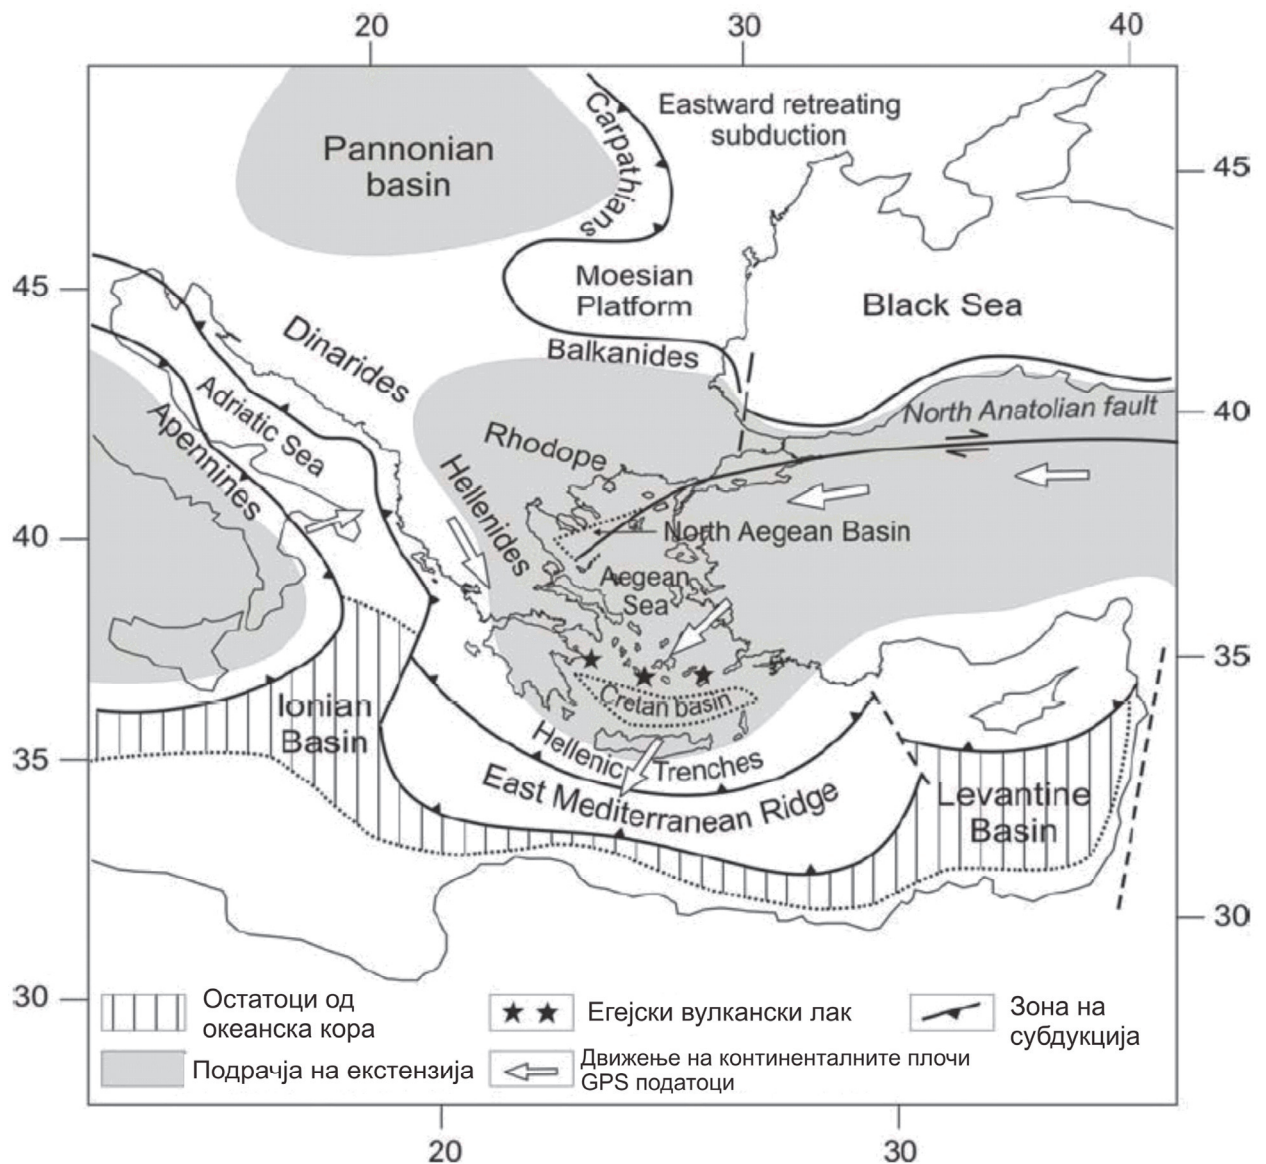 20
30
40
Pannonian
basin
Carpathians
Eastward retreating
subduction
45
45
Moesian
Platform
Black Sea
Dinarides
Balkanides
Adriatic Sea
Apennines
North Anatolian fault
40
Rhodope
Hellenides
40
North Aegean Basin
Aegean
Sea
35
Cretan basin
Ionian
Basin
35
Hellenic Trenches
East Mediterranean Ridge
Levantine
Basin
30
30
Остатоци од
океанска кора
Егејски вулкански лак
Зона на
субдукција
Подрачја на екстензија
Движење на континенталните плочи
GPS податоци
20
30